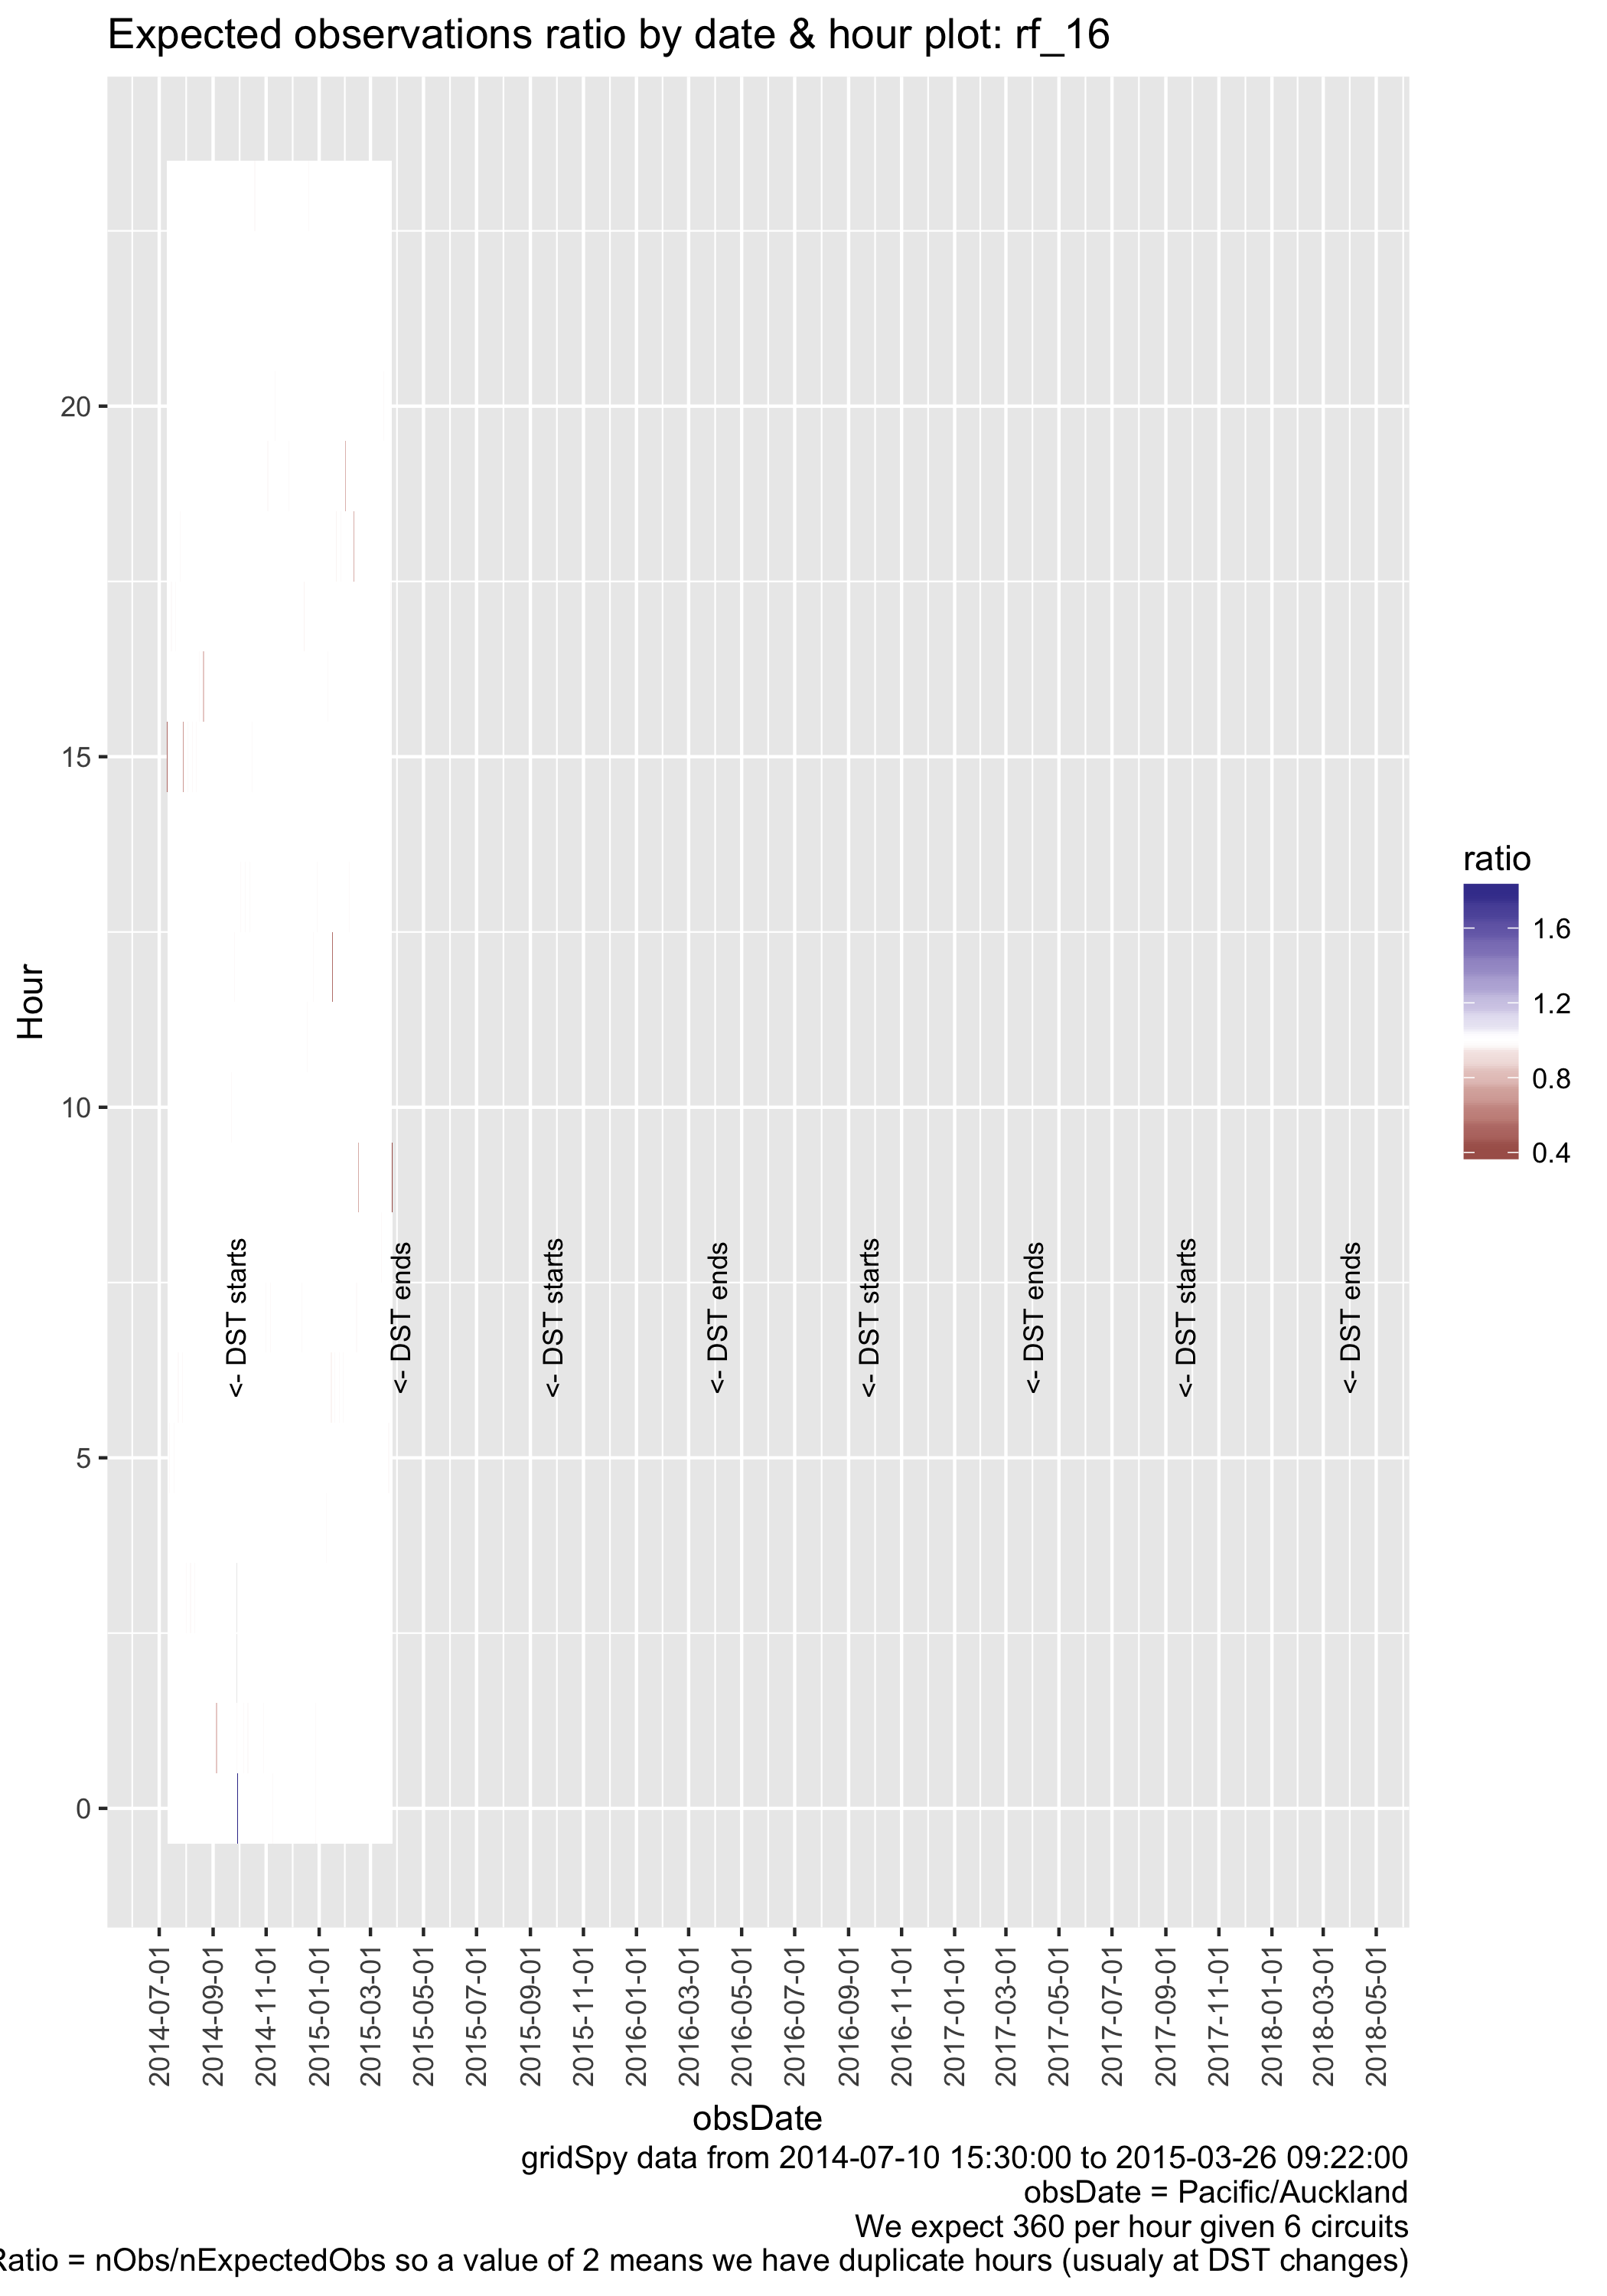 Expected observations ratio by date & hour plot: rf_16
Hour
20
15
10
5
0
<- DST starts
<- DST ends
<- DST starts
<- DST ends
<- DST starts
<- DST ends
<- DST starts
<- DST ends
ratio
1.6
1.2
0.8
0.4
2014-07-01
2014-09-01
2014-11-01
2015-01-01
2015-03-01
2015-05-01
2015-07-01
2015-09-01
2015-11-01
2016-01-01
2016-03-01
2016-05-01
2016-07-01
2016-09-01
2016-11-01
2017-01-01
2017-03-01
2017-05-01
2017-07-01
2017-09-01
2017-11-01
2018-01-01
2018-03-01
2018-05-01
obsDate
gridSpy data from 2014-07-10 15:30:00 to 2015-03-26 09:22:00
obsDate = Pacific/Auckland
We expect 360 per hour given 6 circuits
Ratio = nObs/nExpectedObs so a value of 2 means we have duplicate hours (usualy at DST changes)